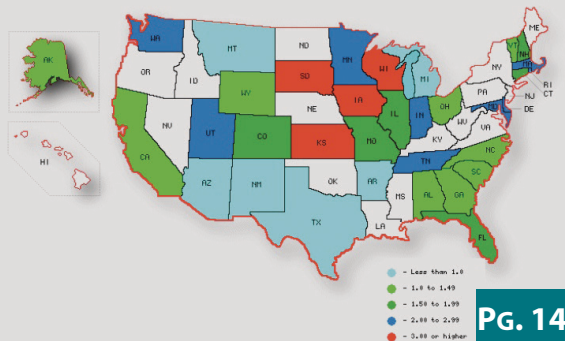 ME
WA
MT
ND
MN
VT
NH
AK
OR
ID
SD
WI
MI
NY
MA
WY
IA
PA
RI
CT
NE
OH
NJ
HI
NV
UT
CO
IL
IN
MD
DE
WV
VA
CA
KS
MO
KY
NC
TN
AZ
NM
OK
AR
SC
MS
AL
GA
TX
LA
FL
- Less than 1.0
- 1.0 to 1.49
- 1.50 to 1.99
- 2.00 to 2.99
- 3.00 or higher
PG. 14